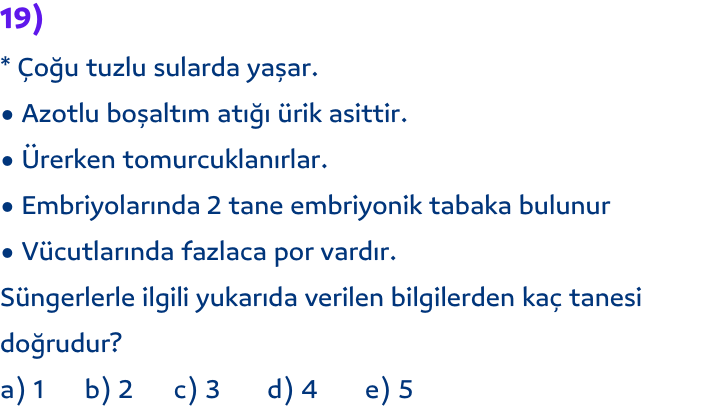 19)
* Çoğu tuzlu sularda yaşar.
● Azotlu boşaltım atığı ürik asittir.
● Ürerken tomurcuklanırlar.
● Embriyolarında 2 tane embriyonik tabaka bulunur
● Vücutlarında fazlaca por vardır.
Süngerlerle ilgili yukarıda verilen bilgilerden kaç tanesi
doğrudur?
a) 1 b) 2 c) 3 d) 4 e) 5